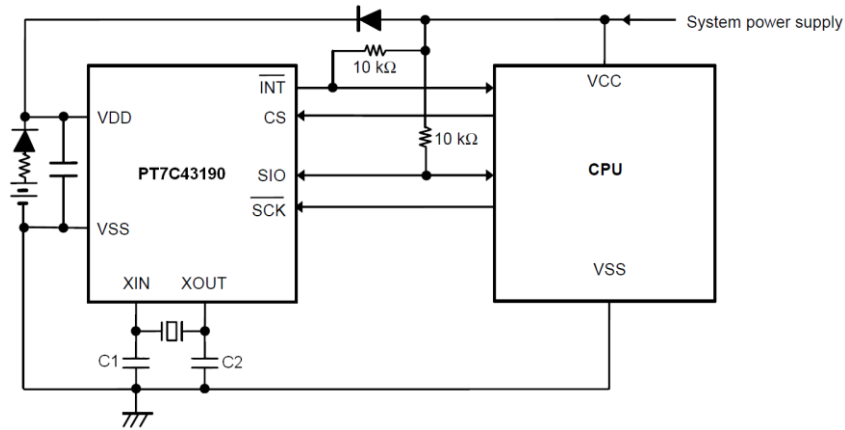 System power supply
10 kΩ
INT
VCC
VDD
CS
10 kΩ
PT7C43190
SIO
CPU
SCK
VSS
VSS
XIN XOUT
C1
C2